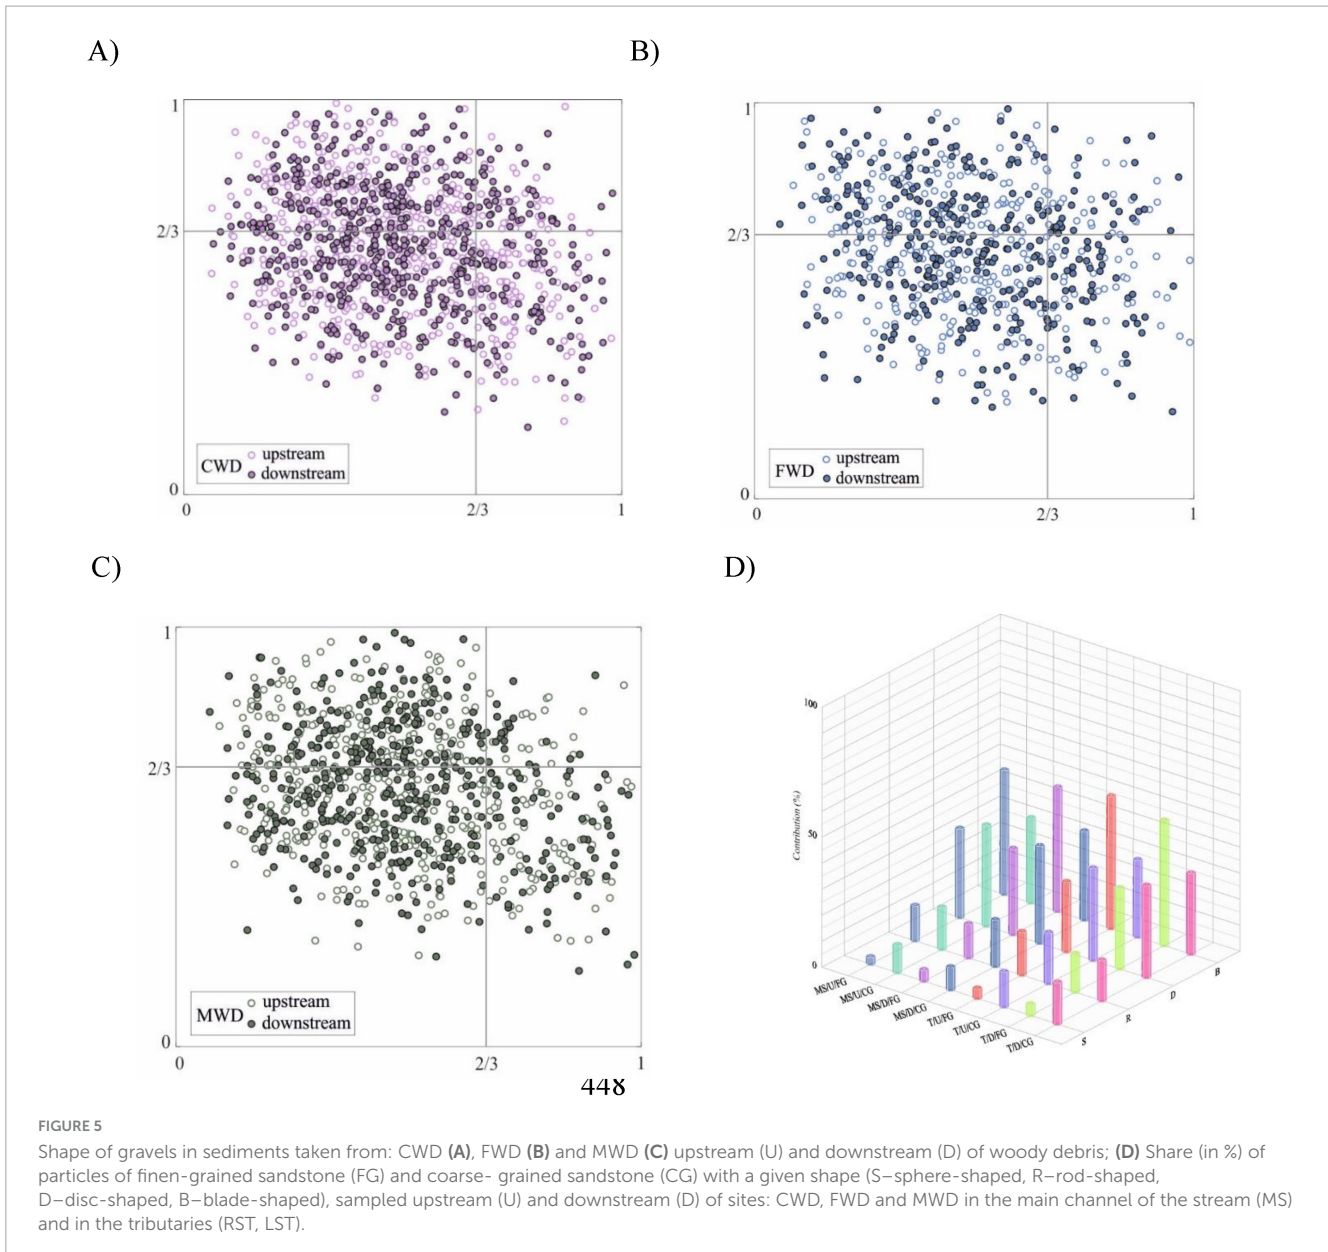 A)
B)
1
2/3
0
0
2/3
1
CWD
upstream
downstream
1
2/3
0
0
2/3
1
FWD
upstream
downstream
C)
D)
1
2/3
0
0
2/3
1
MWD
upstream
downstream
100
50
0
Contribution (%)
MS/U/FG
MS/U/CG
MS/D/FG
MS/D/CG
T/U/FG
T/U/CG
T/D/FG
T/D/CG
S
R
D
B
448
FIGURE 5
Shape of gravels in sediments taken from: CWD (A), FWD (B) and MWD (C) upstream (U) and downstream (D) of woody debris; (D) Share (in %) of
particles of finen-grained sandstone (FG) and coarse- grained sandstone (CG) with a given shape (S–sphere-shaped, R–rod-shaped,
D–disc-shaped, B–blade-shaped), sampled upstream (U) and downstream (D) of sites: CWD, FWD and MWD in the main channel of the stream (MS)
and in the tributaries (RST, LST).